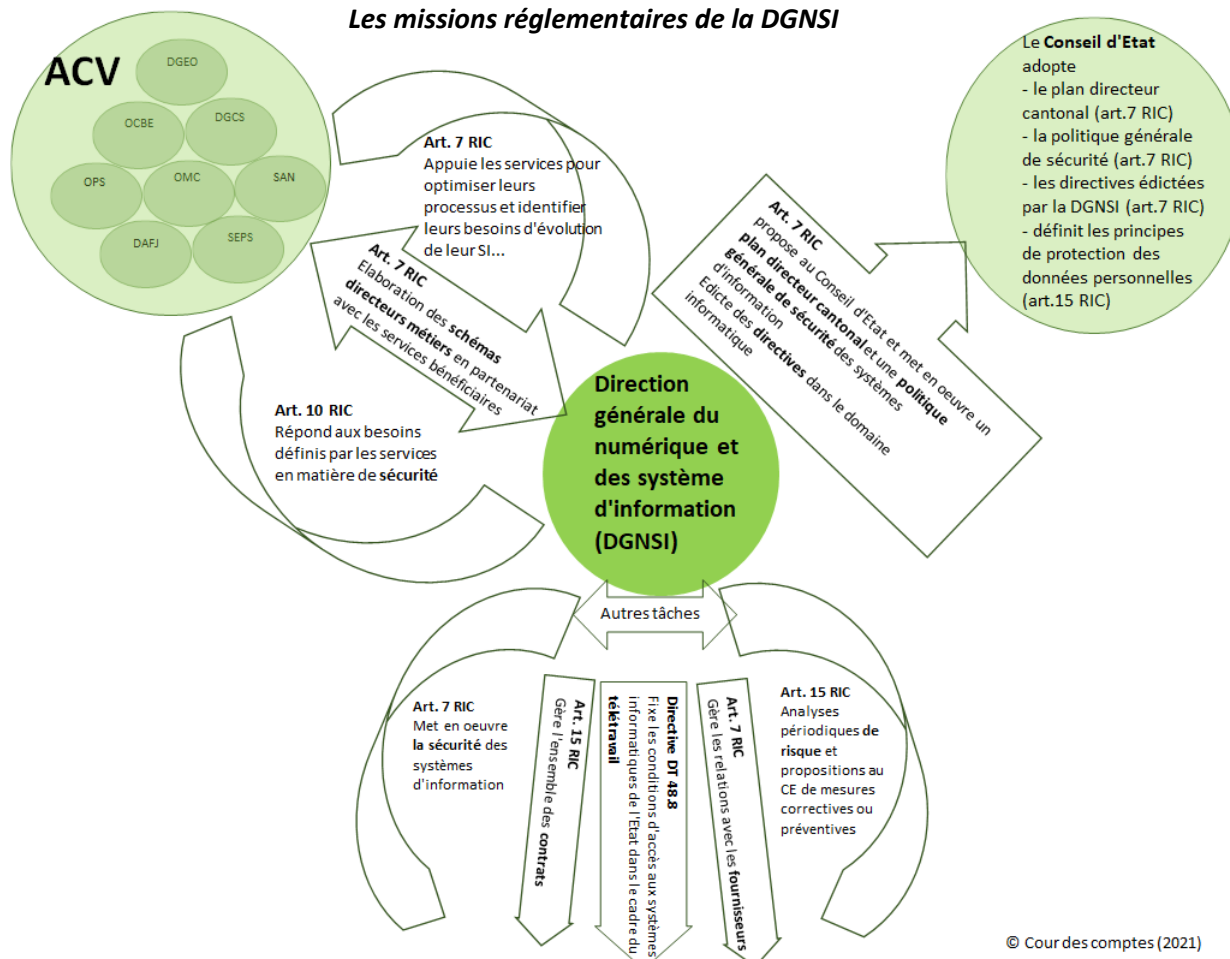 Les missions réglementaires de la DGNSI
ACV
DGEO
OCBE
DGCS
OPS
OMC
SAN
DAFJ
SEPS
Art. 7 RIC
Appuie les services pour
optimiser leurs
processus et identifier
leurs besoins d'évolution
de leur SI...
Art. 7 RIC
Elaboration des schémas
directeurs métiers en partenariat
avec les services bénéficiaires
Art. 10 RIC
Répond aux besoins
définis par les services
en matière de sécurité
Art. 7 RIC
propose au Conseil d'Etat et met en oeuvre un
plan directeur cantonal et une politique
générale de sécurité des systèmes
d'information
Edicte des directives dans le domaine
informatique
Le Conseil d'Etat
adopte
- le plan directeur
cantonal (art.7 RIC)
- la politique générale
de sécurité (art.7 RIC)
- les directives édictées
par la DGNSI (art.7 RIC)
- définit les principes
de protection des
données personnelles
(art.15 RIC)
Direction
générale du
numérique et
des système
d'information
(DGNSI)
Autres tâches
Art. 7 RIC
Met en oeuvre
la sécurité des
systèmes
d'information
Art. 15 RIC
Gère l'ensemble des contrats
Directive DT 48.8
Fixe les conditions d'accès aux systèmes
informatiques de l'Etat dans le cadre du
télétravail
Art. 7 RIC
Gère les relations avec les fournisseurs
Art. 15 RIC
Analyses
périodiques de
risque et
propositions au
CE de mesures
correctives ou
préventives
© Cour des comptes (2021)